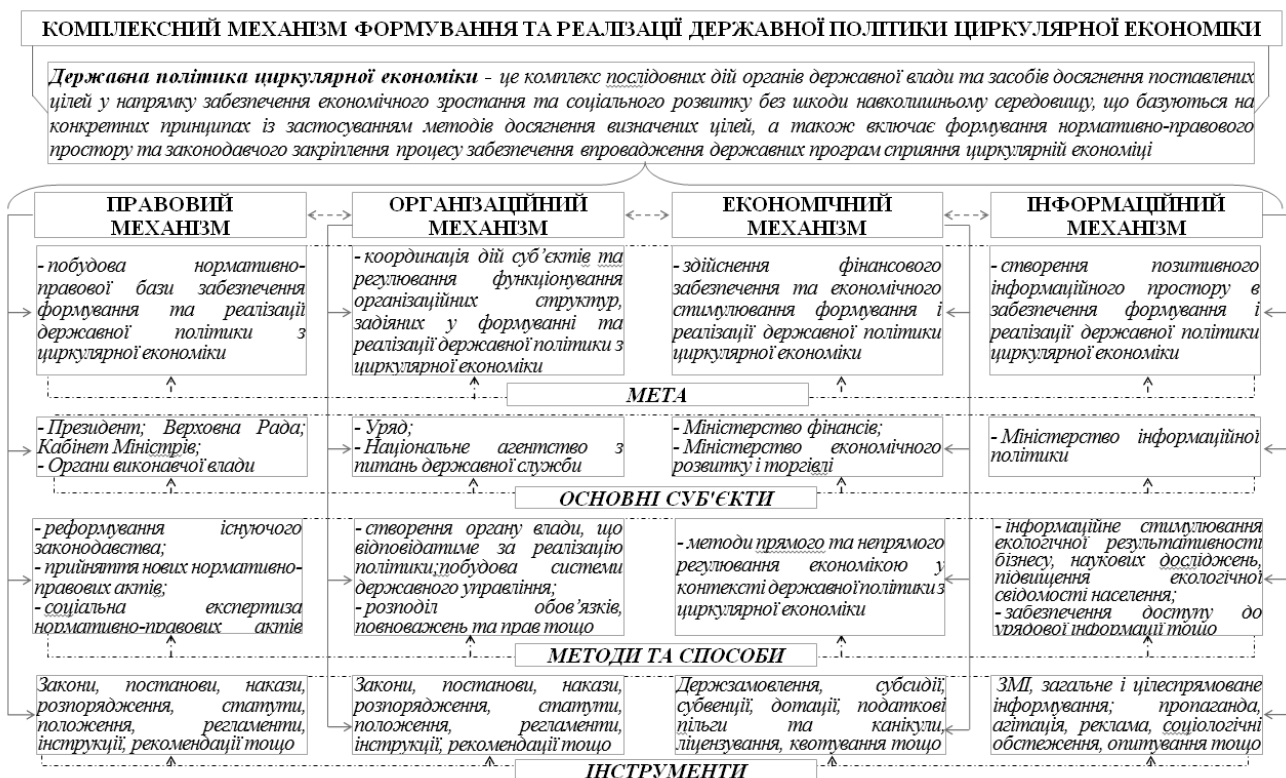 КОМПЛЕКСНИЙ МЕХАНІЗМ ФОРМУВАННЯ ТА РЕАЛІЗАЦІЇ ДЕРЖАВНОЇ ПОЛІТИКИ ЦИРКУЛЯРНОЇ ЕКОНОМІКИ
Державна політика циркулярної економіки - це комплекс послідовних дій органів державної влади та засобів досягнення поставлених
цілей у напрямку забезпечення економічного зростання та соціального розвитку без шкоди навколишньому середовищу, що базуються на
конкретних принципах із застосуванням методів досягнення визначених цілей, а також включає формування нормативно-правового
простору та законодавчого закріплення процесу забезпечення впровадження державних програм сприяння циркулярній економіці
ПРАВОВИЙ
МЕХАНІЗМ
ОРГАНІЗАЦІЙНИЙ
МЕХАНІЗМ
ЕКОНОМІЧНИЙ
МЕХАНІЗМ
ІНФОРМАЦІЙНИЙ
МЕХАНІЗМ
- побудова нормативно-
правової бази забезпечення
формування та реалізації
державної політики з
циркулярної економіки
- координація дій суб’єктів та
регулювання функціонування
організаційних структур,
задіяних у формуванні та
реалізації державної політики з
циркулярної економіки
- здійснення фінансового
забезпечення та економічного
стимулювання формування і
реалізації державної політики
циркулярної економіки
- створення позитивного
інформаційного простору в
забезпечення формування і
реалізації державної політики
циркулярної економіки
МЕТА
- Президент; Верховна Рада;
Кабінет Міністрів;
- Органи виконавчої влади
- Уряд;
- Національне агентство з
питань державної служби
- Міністерство фінансів;
- Міністерство економічного
розвитку і торгівлі
- Міністерство інформаційної
політики
ОСНОВНІ СУБ'ЄКТИ
- реформування існуючого
законодавства;
- прийняття нових нормативно-
правових актів;
- соціальна експертиза
нормативно-правових актів
- створення органу влади, що
відповідатиме за реалізацію
політики;побудова системи
державного управління;
- розподіл обов’язків,
повноважень та прав тощо
- методи прямого та непрямого
регулювання економікою у
контексті державної політики з
циркулярної економіки
- інформаційне стимулювання
екологічної результативності
бізнесу, наукових досліджень,
підвищення екологічної
свідомості населення;
- забезпечення доступу до
урядової інформації тощо
МЕТОДИ ТА СПОСОБИ
Закони, постанови, накази,
розпорядження, статути,
положення, регламенти,
інструкції, рекомендації тощо
Закони, постанови, накази,
розпорядження, статути,
положення, регламенти,
інструкції, рекомендації тощо
Держзамовлення, субсидії;
субвенції, дотації, податкові
пільги та канікули,
ліцензування, квотування тощо
ЗМІ, загальне і цілеспрямоване
інформування; пропаганда,
агітація, реклама, соціологічні
обстеження, опитування тощо
ІНСТРУМЕНТИ